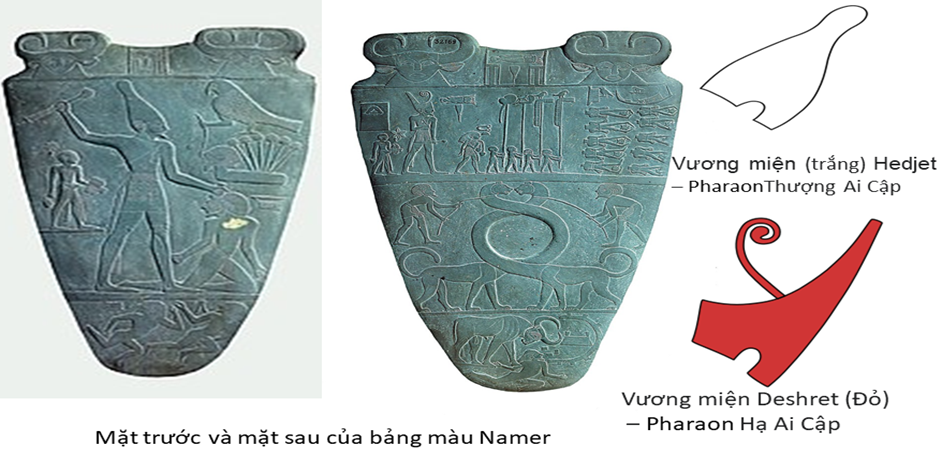 Vương miện (trắng) Hedjet
– PharaonThượng Ai Cập
Vương miện Deshret (Đỏ)
– Pharaon Hạ Ai Cập
Mặt trước và mặt sau của bảng màu Namer